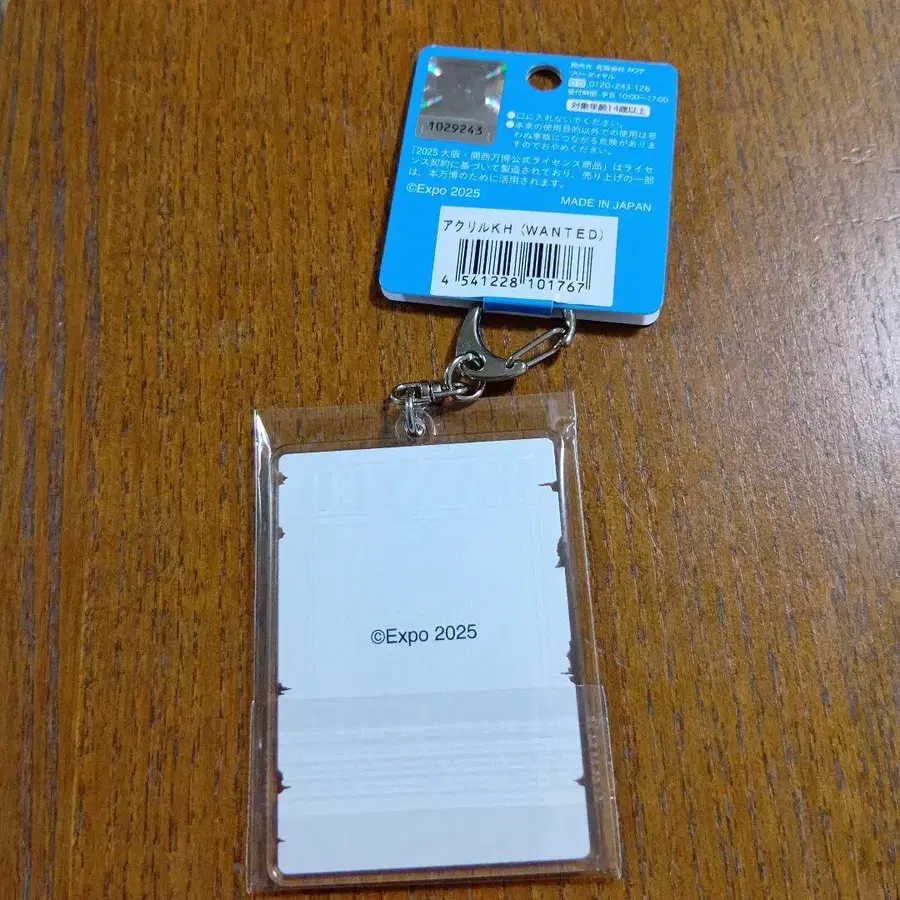 1029243
発売元 有限会社
フリーダイヤル
0120-243-126
受付時間 平日 10:00～17:00
対象年齢14歳以上
●口に入れないでください。
●本来の使用目的以外での使用は思
わぬ事故につながる危険がありま
すのでおやめください。
「2025 大阪・関西万博公式ライセンス商品」はライセ
ンス契約に基づいて製造されており、売り上げの一部
は、本万博のために活用されます。
©Expo 2025
MADE IN JAPAN
アクリルKH (WANTED)
4 541228 101767
©Expo 2025